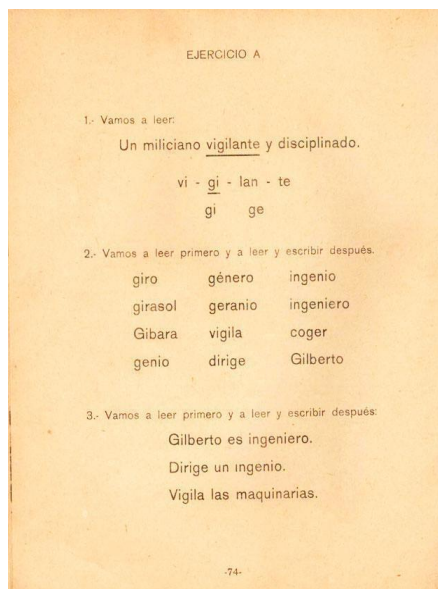 EJERCICIO A
1.- Vamos a leer:
Un miliciano vigilante y disciplinado.
vi - gi - lan - te
gi ge
2.- Vamos a leer primero y a leer y escribir después.
giro género ingenio
girasol geranio ingeniero
Gibara vigila coger
genio dirige Gilberto
3.- Vamos a leer primero y a leer y escribir después:
Gilberto es ingeniero.
Dirige un ingenio.
Vigila las maquinarias.
-74-